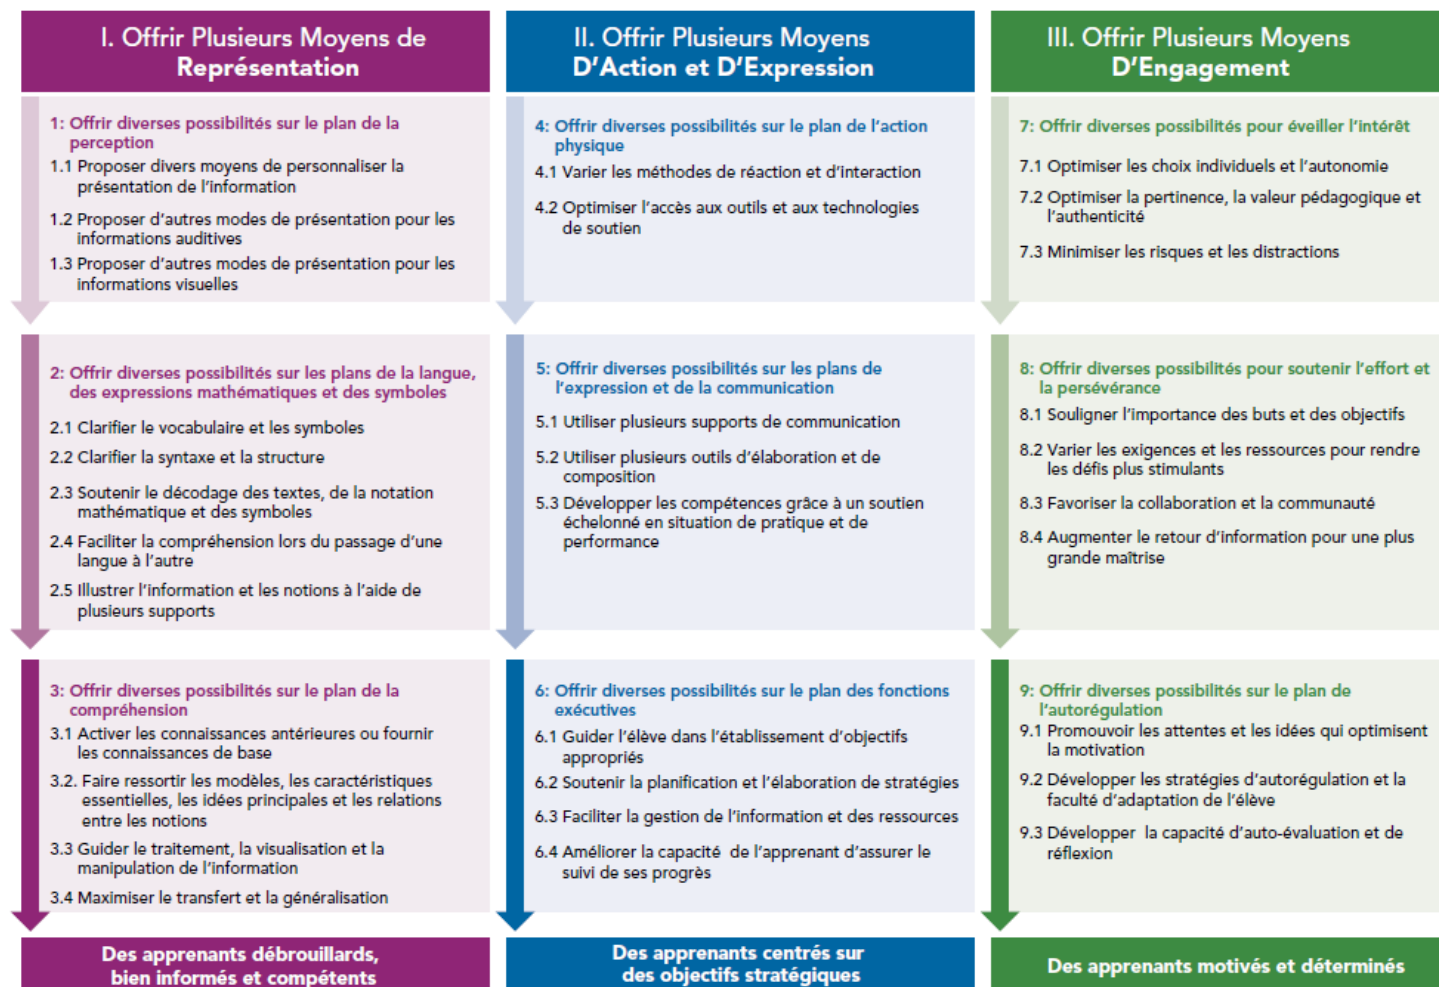 I. Offrir Plusieurs Moyens de
Représentation
1: Offrir diverses possibilités sur le plan de la
perception
1.1 Proposer divers moyens de personnaliser la
présentation de l'information
1.2 Proposer d'autres modes de présentation pour les
informations auditives
1.3 Proposer d'autres modes de présentation pour les
informations visuelles
2: Offrir diverses possibilités sur les plans de la langue,
des expressions mathématiques et des symboles
2.1 Clarifier le vocabulaire et les symboles
2.2 Clarifier la syntaxe et la structure
2.3 Soutenir le décodage des textes, de la notation
mathématique et des symboles
2.4 Faciliter la compréhension lors du passage d'une
langue à l'autre
2.5 Illustrer l'information et les notions à l'aide de
plusieurs supports
3: Offrir diverses possibilités sur le plan de la
compréhension
3.1 Activer les connaissances antérieures ou fournir
les connaissances de base
3.2. Faire ressortir les modèles, les caractéristiques
essentielles, les idées principales et les relations
entre les notions
3.3 Guider le traitement, la visualisation et la
manipulation de l'information
3.4 Maximiser le transfert et la généralisation
Des apprenants débrouillards,
bien informés et compétents
II. Offrir Plusieurs Moyens
D'Action et D'Expression
4: Offrir diverses possibilités sur le plan de l'action
physique
4.1 Varier les méthodes de réaction et d'interaction
4.2 Optimiser l'accès aux outils et aux technologies
de soutien
5: Offrir diverses possibilités sur les plans de
l'expression et de la communication
5.1 Utiliser plusieurs supports de communication
5.2 Utiliser plusieurs outils d'élaboration et de
composition
5.3 Développer les compétences grâce à un soutien
échelonné en situation de pratique et de
performance
6: Offrir diverses possibilités sur le plan des fonctions
exécutives
6.1 Guider l'élève dans l'établissement d'objectifs
appropriés
6.2 Soutenir la planification et l'élaboration de stratégies
6.3 Faciliter la gestion de l'information et des ressources
6.4 Améliorer la capacité de l'apprenant d'assurer le
suivi de ses progrès
Des apprenants centrés sur
des objectifs stratégiques
III. Offrir Plusieurs Moyens
D'Engagement
7: Offrir diverses possibilités pour éveiller l'intérêt
7.1 Optimiser les choix individuels et l'autonomie
7.2 Optimiser la pertinence, la valeur pédagogique et
l'authenticité
7.3 Minimiser les risques et les distractions
8: Offrir diverses possibilités pour soutenir l'effort et
la persévérance
8.1 Souligner l'importance des buts et des objectifs
8.2 Varier les exigences et les ressources pour rendre
les défis plus stimulants
8.3 Favoriser la collaboration et la communauté
8.4 Augmenter le retour d'information pour une plus
grande maîtrise
9: Offrir diverses possibilités sur le plan de
l'autorégulation
9.1 Promouvoir les attentes et les idées qui optimisent
la motivation
9.2 Développer les stratégies d'autorégulation et la
faculté d'adaptation de l'élève
9.3 Développer la capacité d'auto-évaluation et de
réflexion
Des apprenants motivés et déterminés